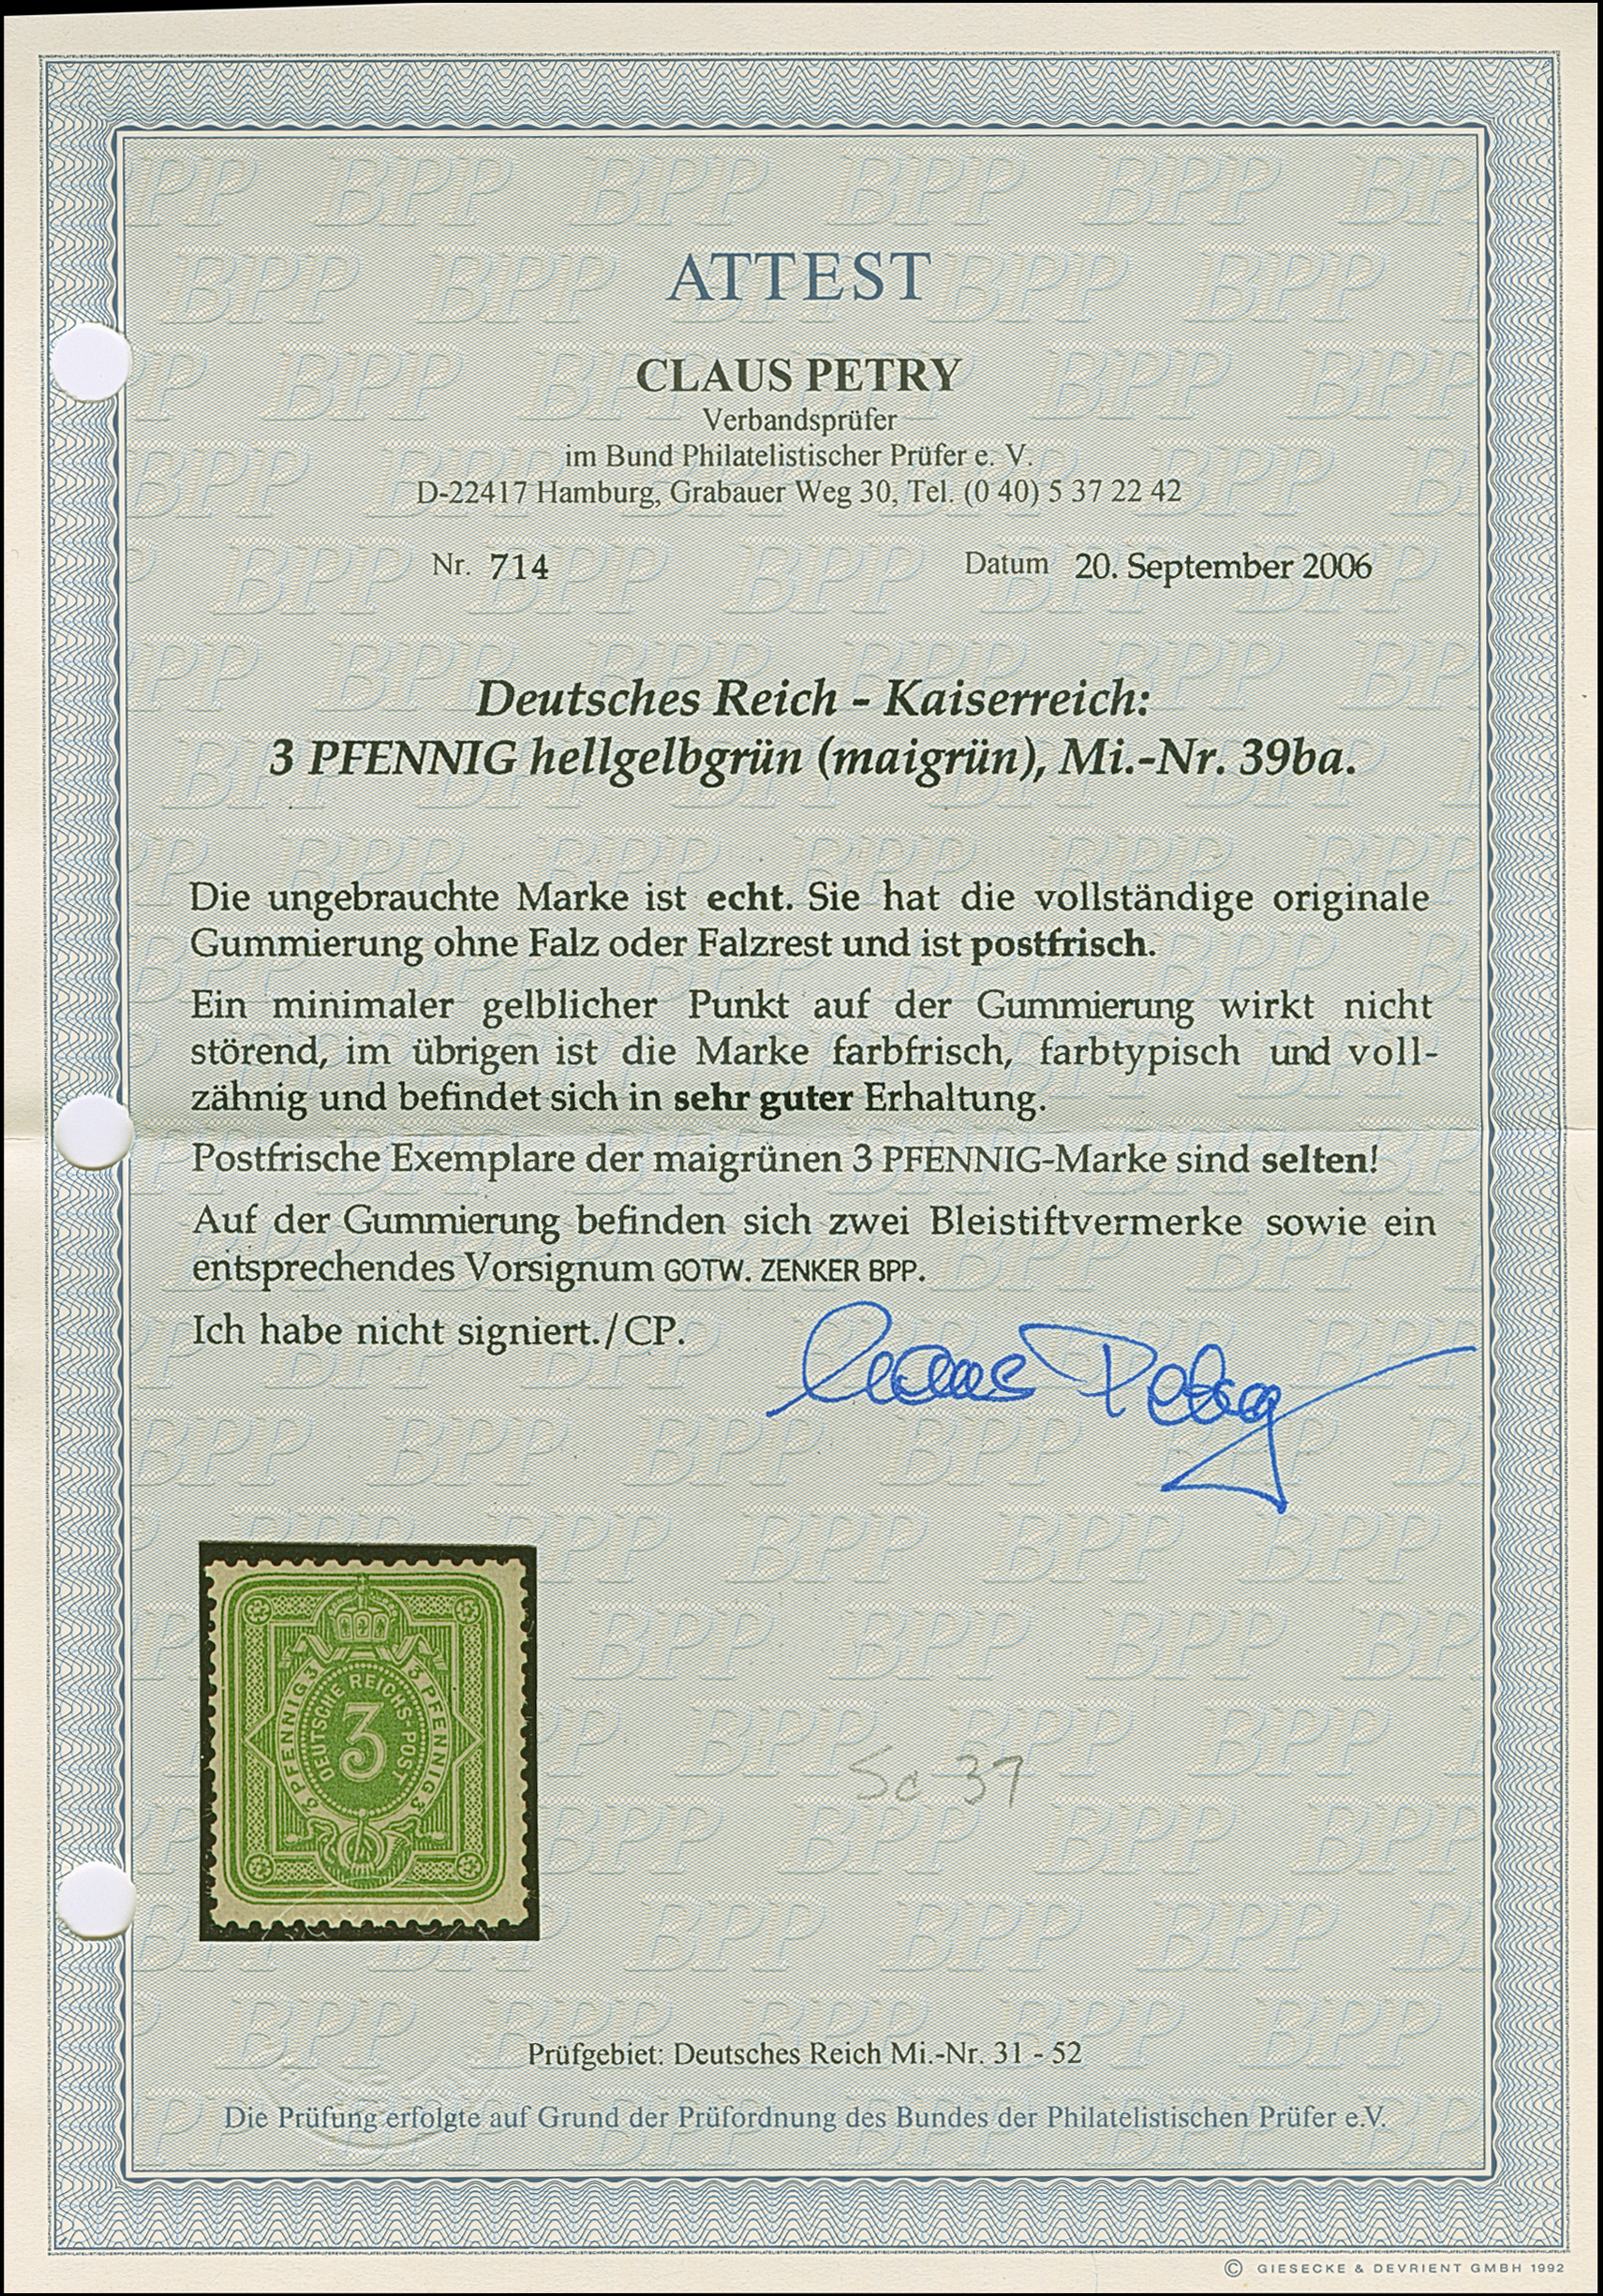 ATTEST
CLAUS PETRY
Verbandsprüfer
im Bund Philatelistischer Prüfer e. V.
D-22417 Hamburg, Grabauer Weg 30, Tel. (0 40) 5 37 22 42
Nr. 714 Datum 20. September 2006
Deutsches Reich - Kaiserreich:
3 PFENNIG hellgelbgrün (maigrün), Mi.-Nr. 39ba.
Die ungebrauchte Marke ist echt. Sie hat die vollständige originale
Gummierung ohne Falz oder Falzrest und ist postfrisch.
Ein minimaler gelblicher Punkt auf der Gummierung wirkt nicht
störend, im übrigen ist die Marke farbfrisch, farbtypisch und voll-
zähnig und befindet sich in sehr guter Erhaltung.
Postfrische Exemplare der maigrünen 3 PFENNIG-Marke sind selten!
Auf der Gummierung befinden sich zwei Bleistiftvermerke sowie ein
entsprechendes Vorsignum GOTW. ZENKER BPP.
Ich habe nicht signiert./CP.
Claus Petry
3 PFENNIG 3
3 PFENNIG 3
DEUTSCHE REICHS-POST
3
Sc 37
Prüfgebiet: Deutsches Reich Mi.-Nr. 31 - 52
Die Prüfung erfolgte auf Grund der Prüfordnung des Bundes der Philatelistischen Prüfer e.V.
© GIESECKE & DEVRIENT GMBH 1992